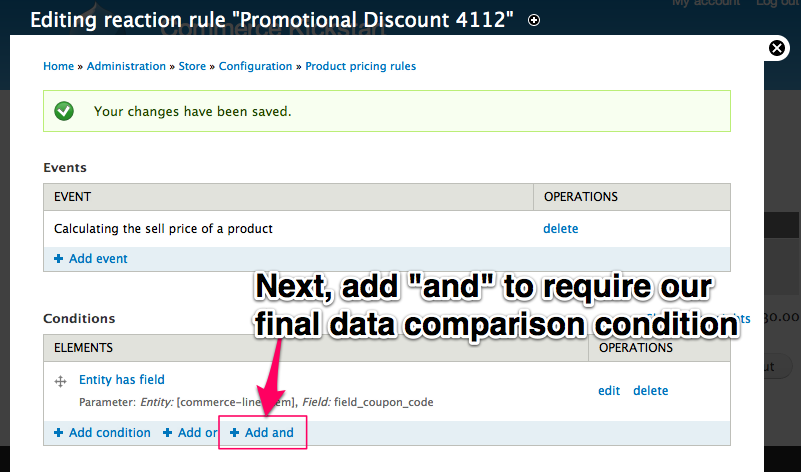 My account Log out
Editing reaction rule "Promotional Discount 4112"
Commerce Kickstart
Home » Administration » Store » Configuration » Product pricing rules
Your changes have been saved.
Events
EVENT OPERATIONS
Calculating the sell price of a product delete
+ Add event
Next, add "and" to require our
final data comparison condition
Conditions
ELEMENTS OPERATIONS
Entity has field
edit delete
Parameter: Entity: [commerce-line-item], Field: field_coupon_code
+ Add condition + Add or + Add and